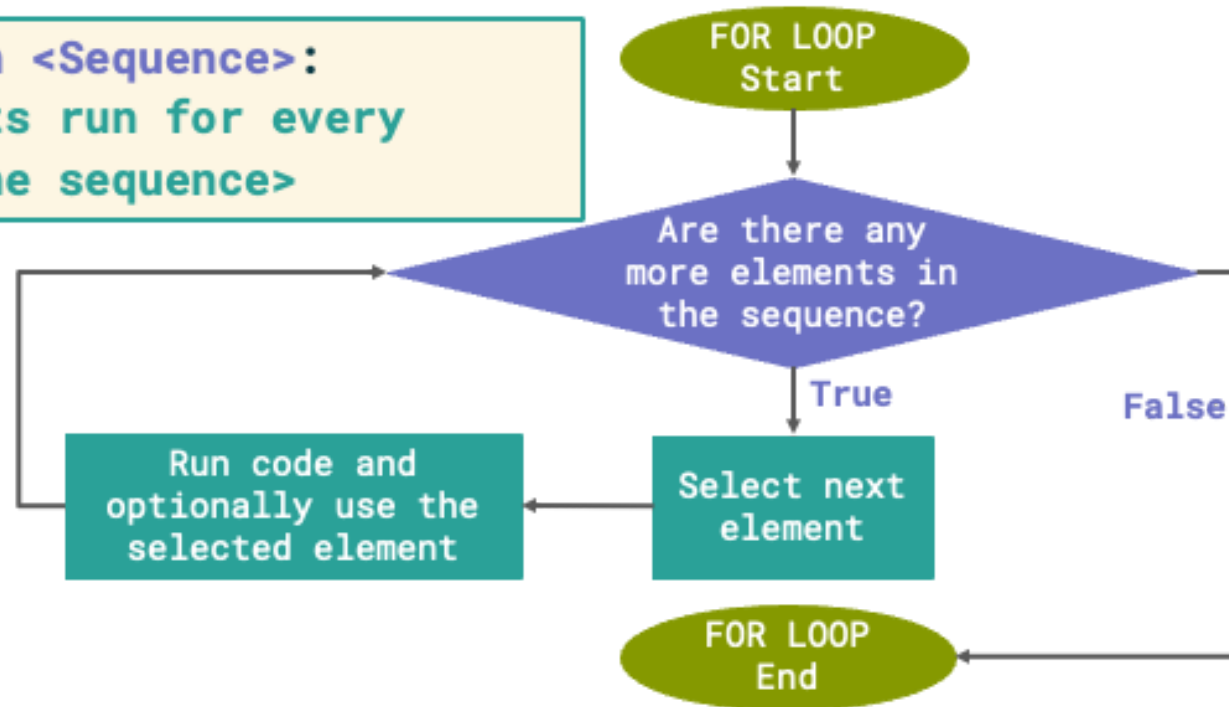 <Sequence>:
run for every
sequence>
FOR LOOP
Start
Are there any
more elements in
the sequence?
True
False
Run code and
optionally use the
selected element
Select next
element
FOR LOOP
End